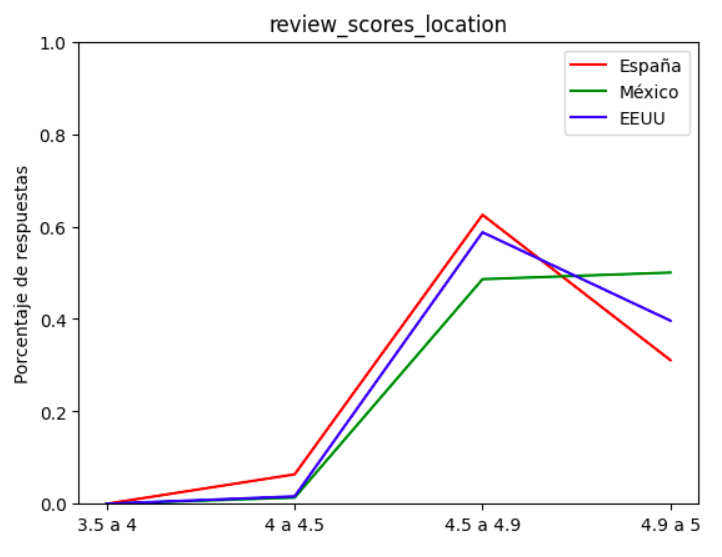 review_scores_location
1.0
0.8
0.6
0.4
0.2
0.0
Porcentaje de respuestas
España
México
EEUU
3.5 a 4
4 a 4.5
4.5 a 4.9
4.9 a 5